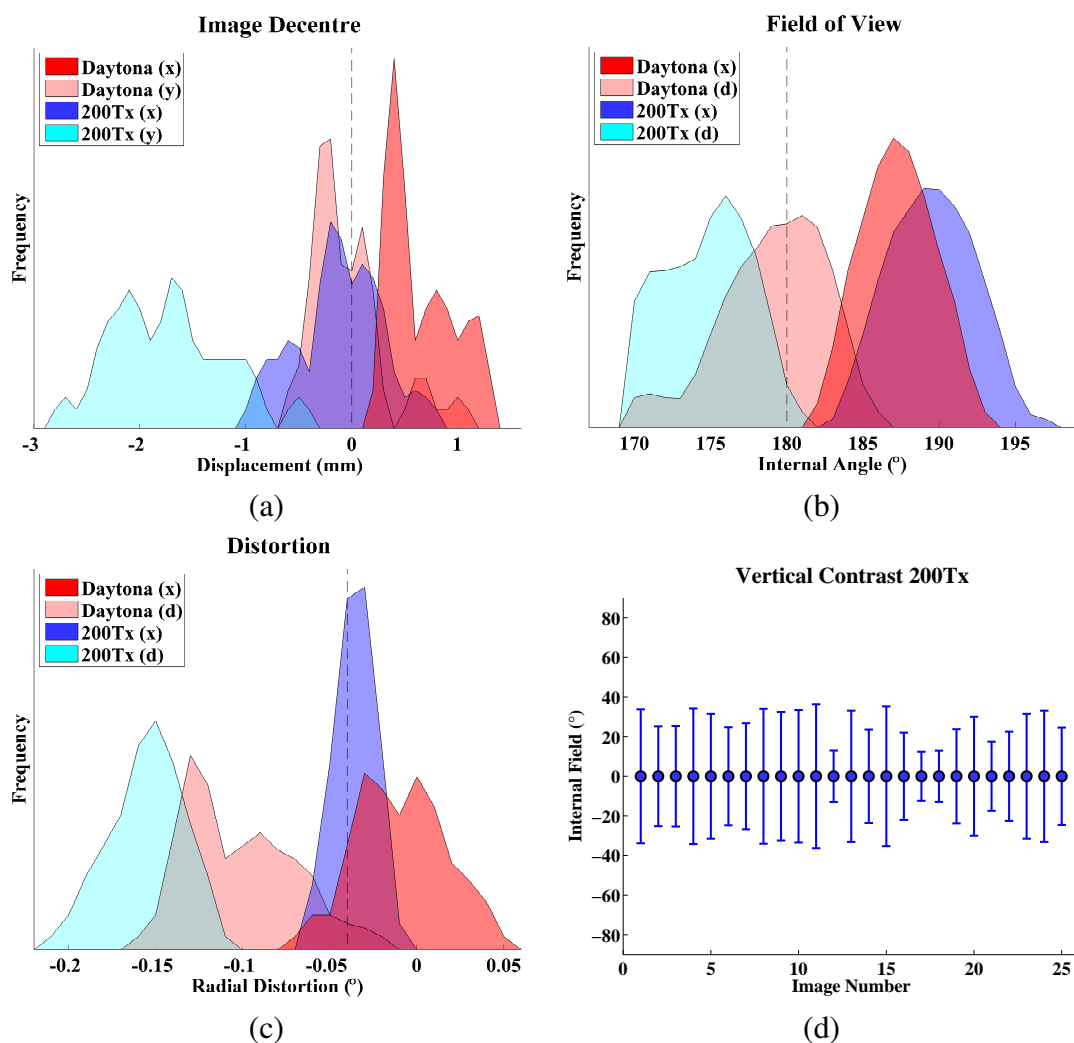 Image Decentre
Daytona (x)
Daytona (y)
200Tx (x)
200Tx (y)
Frequency
-3 -2 -1 0 1
Displacement (mm)
(a)
Field of View
Daytona (x)
Daytona (d)
200Tx (x)
200Tx (d)
Frequency
170 175 180 185 190 195
Internal Angle (°)
(b)
Distortion
Daytona (x)
Daytona (d)
200Tx (x)
200Tx (d)
Frequency
-0.2 -0.15 -0.1 -0.05 0 0.05
Radial Distortion (°)
(c)
Vertical Contrast 200Tx
80
60
40
20
0
−20
−40
−60
−80
Internal Field (°)
0 5 10 15 20 25
Image Number
(d)